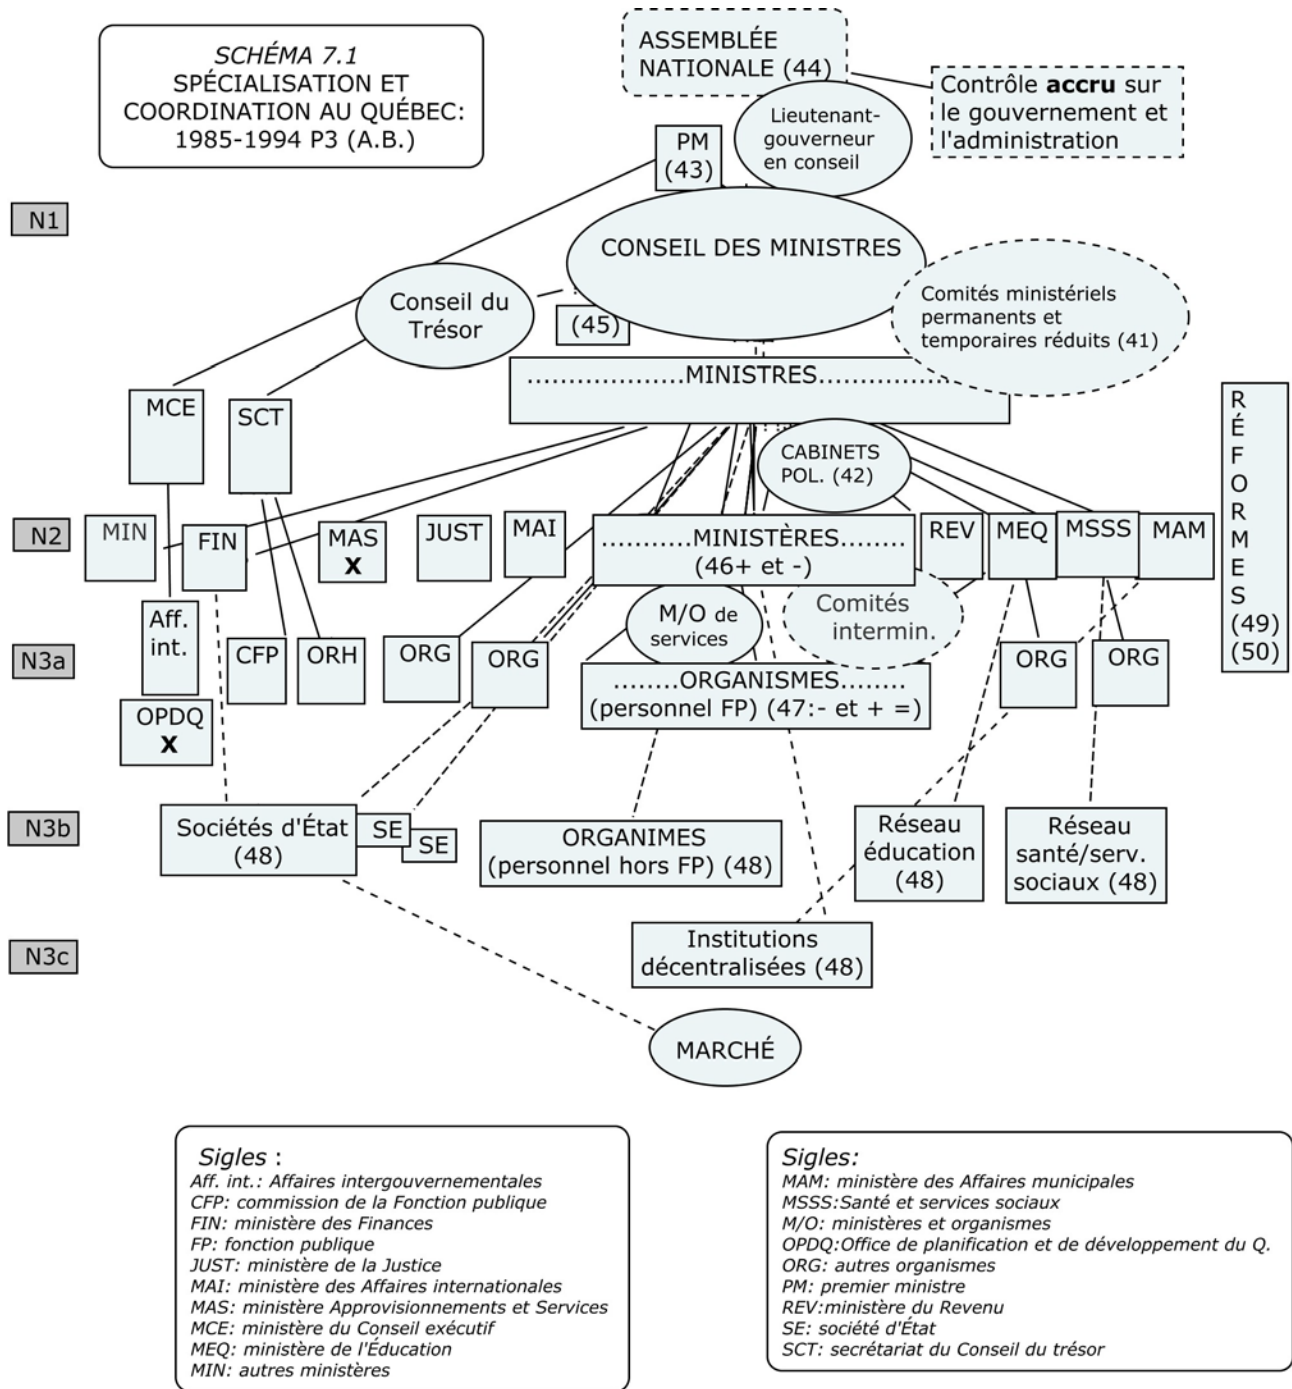 SCHÉMA 7.1
SPÉCIALISATION ET
COORDINATION AU QUÉBEC:
1985-1994 P3 (A.B.)
ASSEMBLÉE
NATIONALE (44)
Contrôle accru sur
le gouvernement et
l'administration
Lieutenant-
gouverneur
en conseil
PM
(43)
N1
CONSEIL DES MINISTRES
Conseil du
Trésor
(45)
Comités ministériels
permanents et
temporaires réduits (41)
...................MINISTRES...................
MCE
SCT
CABINETS
POL. (42)
R
É
F
O
R
M
E
S
(49)
(50)
N2
MIN
FIN
MAS
X
JUST
MAI
...........MINISTÈRES........
(46+ et -)
REV
MEQ
MSSS
MAM
Aff.
int.
M/O de
services
Comités
intermin.
N3a
CFP
ORH
ORG
ORG
........ORGANISMES........
(personnel FP) (47:- et + =)
ORG
ORG
OPDQ
X
N3b
Sociétés d'État
(48)
SE
SE
ORGANIMES
(personnel hors FP) (48)
Réseau
éducation
(48)
Réseau
santé/serv.
sociaux (48)
N3c
Institutions
décentralisées (48)
MARCHÉ
Sigles :
Aff. int.: Affaires intergouvernementales
CFP: commission de la Fonction publique
FIN: ministère des Finances
FP: fonction publique
JUST: ministère de la Justice
MAI: ministère des Affaires internationales
MAS: ministère Approvisionnements et Services
MCE: ministère du Conseil exécutif
MEQ: ministère de l'Éducation
MIN: autres ministères
Sigles:
MAM: ministère des Affaires municipales
MSSS:Santé et services sociaux
M/O: ministères et organismes
OPDQ:Office de planification et de développement du Q.
ORG: autres organismes
PM: premier ministre
REV:ministère du Revenu
SE: société d'État
SCT: secrétariat du Conseil du trésor